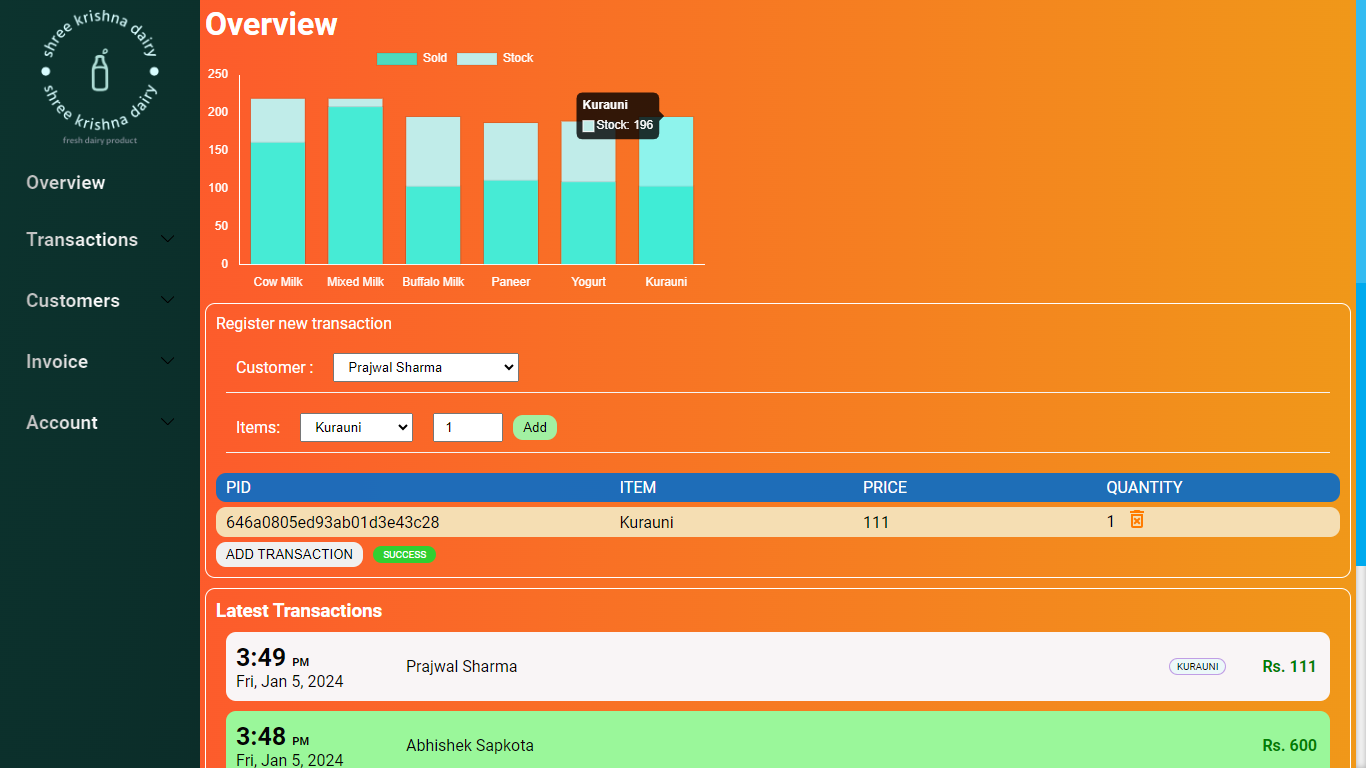 shree krishna dairy
shree krishna dairy
fresh dairy product
Overview
Transactions
Customers
Invoice
Account
Overview
Sold Stock
250
200
150
100
50
0
Kurauni
Stock: 196
Cow Milk Mixed Milk Buffalo Milk Paneer Yogurt Kurauni
Register new transaction
Customer : Prajwal Sharma
Items: Kurauni 1 Add
PID ITEM PRICE QUANTITY
646a0805ed93ab01d3e43c28 Kurauni 111 1
ADD TRANSACTION SUCCESS
Latest Transactions
3:49 PM
Fri, Jan 5, 2024
Prajwal Sharma
KURAUNI
Rs. 111
3:48 PM
Fri, Jan 5, 2024
Abhishek Sapkota
Rs. 600